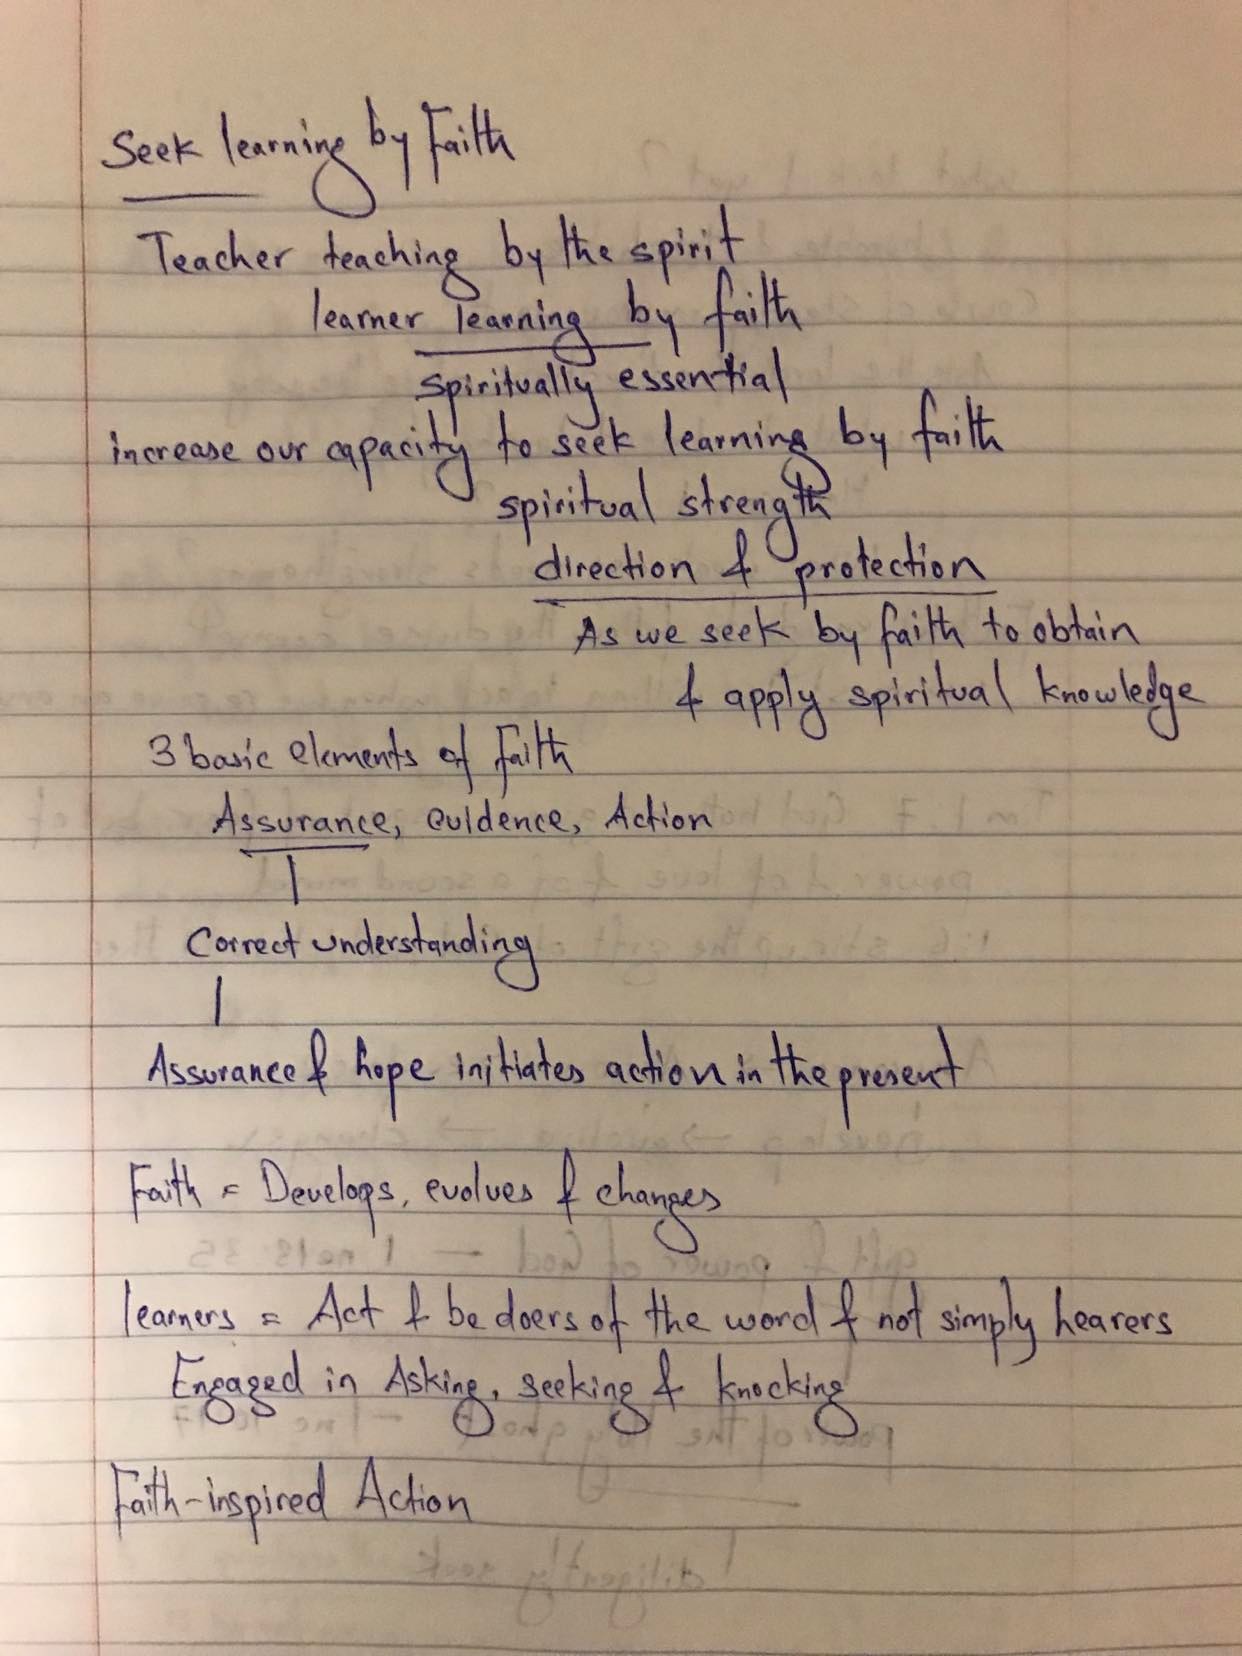 Seek learning by Faith
Teacher teaching by the spirit
learner learning by faith
spiritually essential
increase our capacity to seek learning by faith
spiritual strength
direction & protection
As we seek by faith to obtain
& apply spiritual knowledge
3 basic elements of Faith
Assurance, evidence, Action
Correct understanding
Assurance & hope initiates action in the present
Faith = Develops, evolves & changes
learners = Act & be doers of the word & not simply hearers
Engaged in Asking, seeking & knocking
Faith-inspired Action